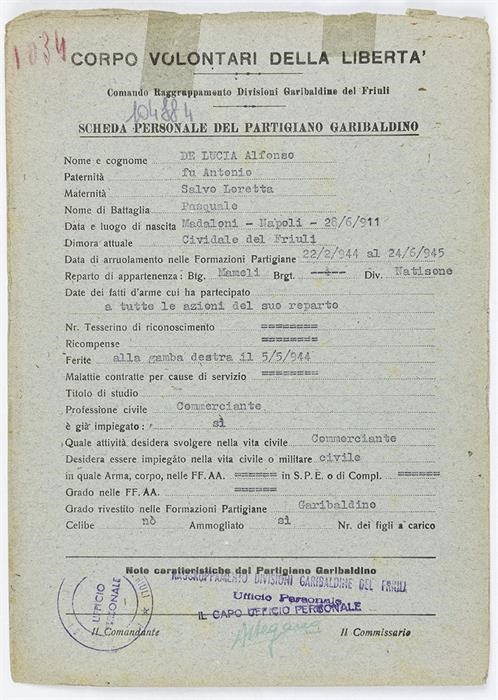 1034
CORPO VOLONTARI DELLA LIBERTA'
Comando Raggruppamento Divisioni Garibaldine del Friuli
104884
SCHEDA PERSONALE DEL PARTIGIANO GARIBALDINO
Nome e cognome DE LUCIA Alfonso
Paternità fu Antonio
Maternità Salvo Loretta
Nome di Battaglia Pasquale
Data e luogo di nascita Madaloni - Napoli - 28/6/911
Dimora attuale Cividale del Friuli
Data di arruolamento nelle Formazioni Partigiane 22/2/944 al 24/6/945
Reparto di appartenenza: Btg. Mameli Brgt. --+-- Div. Natisone
Date dei fatti d'arme cui ha partecipato
a tutte le azioni del suo reparto
Nr. Tesserino di riconoscimento ========
Ricompense ========
Ferite alla gamba destra il 5/5/944
Malattie contratte per cause di servizio ========
Titolo di studio
Professione civile Commerciante
è già impiegato: sì
Quale attività desidera svolgere nella vita civile Commerciante
Desidera essere impiegato nella vita civile o militare civile
in quale Arma, corpo, nelle FF. AA. ====== in S. P. E. o di Compl. ======
Grado nelle FF. AA. ======
Grado rivestito nelle Formazioni Partigiane Garibaldino
Celibe nò Ammogliato si Nr. dei figli a carico
Note caratteristiche del Partigiano Garibaldino
RAGGRUPPAMENTO DIVISIONI GARIBALDINE DEL FRIULI
Ufficio Personale
IL CAPO UFFICIO PERSONALE
UFFICIO PERSONALE
Il Comandante Il Commissario